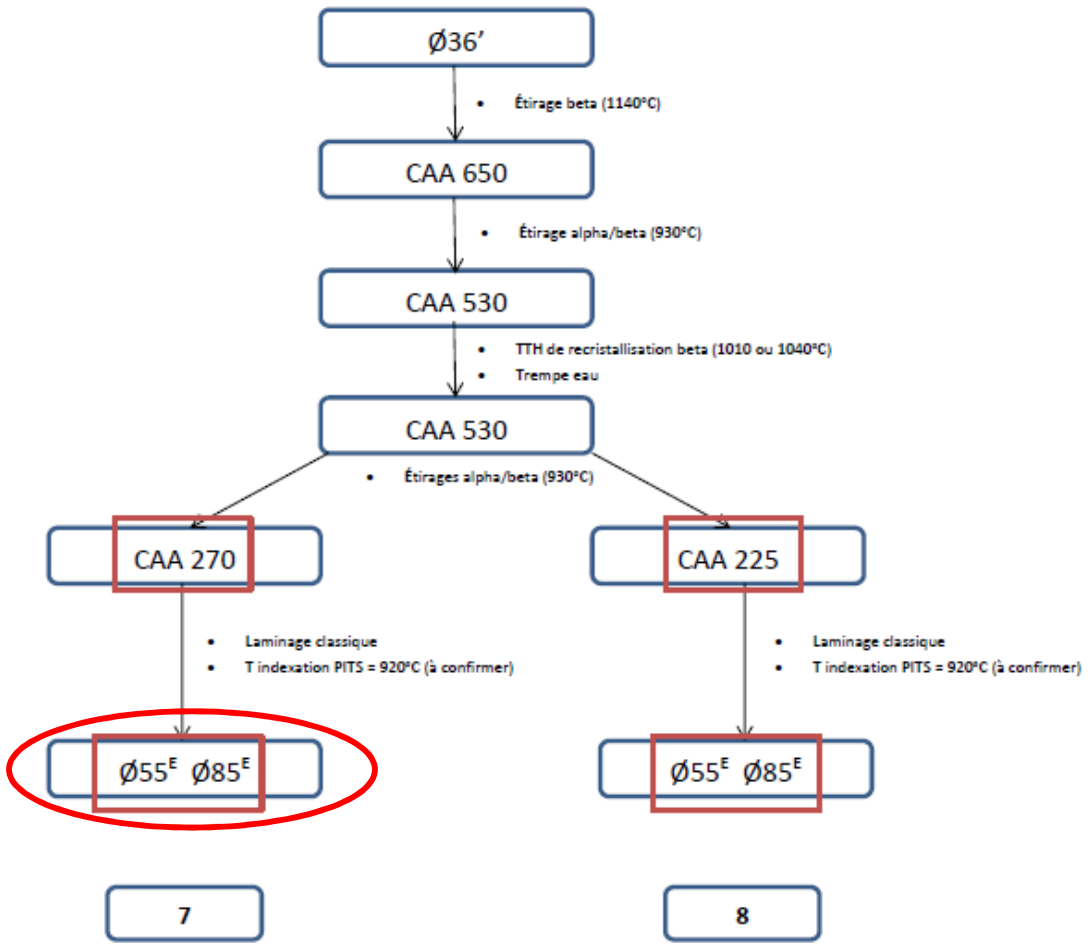 Ø36’
• Étirage beta (1140°C)
CAA 650
• Étirage alpha/beta (930°C)
CAA 530
• TTH de recristallisation beta (1010 ou 1040°C)
• Trempe eau
CAA 530
• Étirages alpha/beta (930°C)
CAA 270
CAA 225
• Laminage classique
• T indexation PITS = 920°C (à confirmer)
• Laminage classique
• T indexation PITS = 920°C (à confirmer)
Ø55ᴱ Ø85ᴱ
Ø55ᴱ Ø85ᴱ
7
8